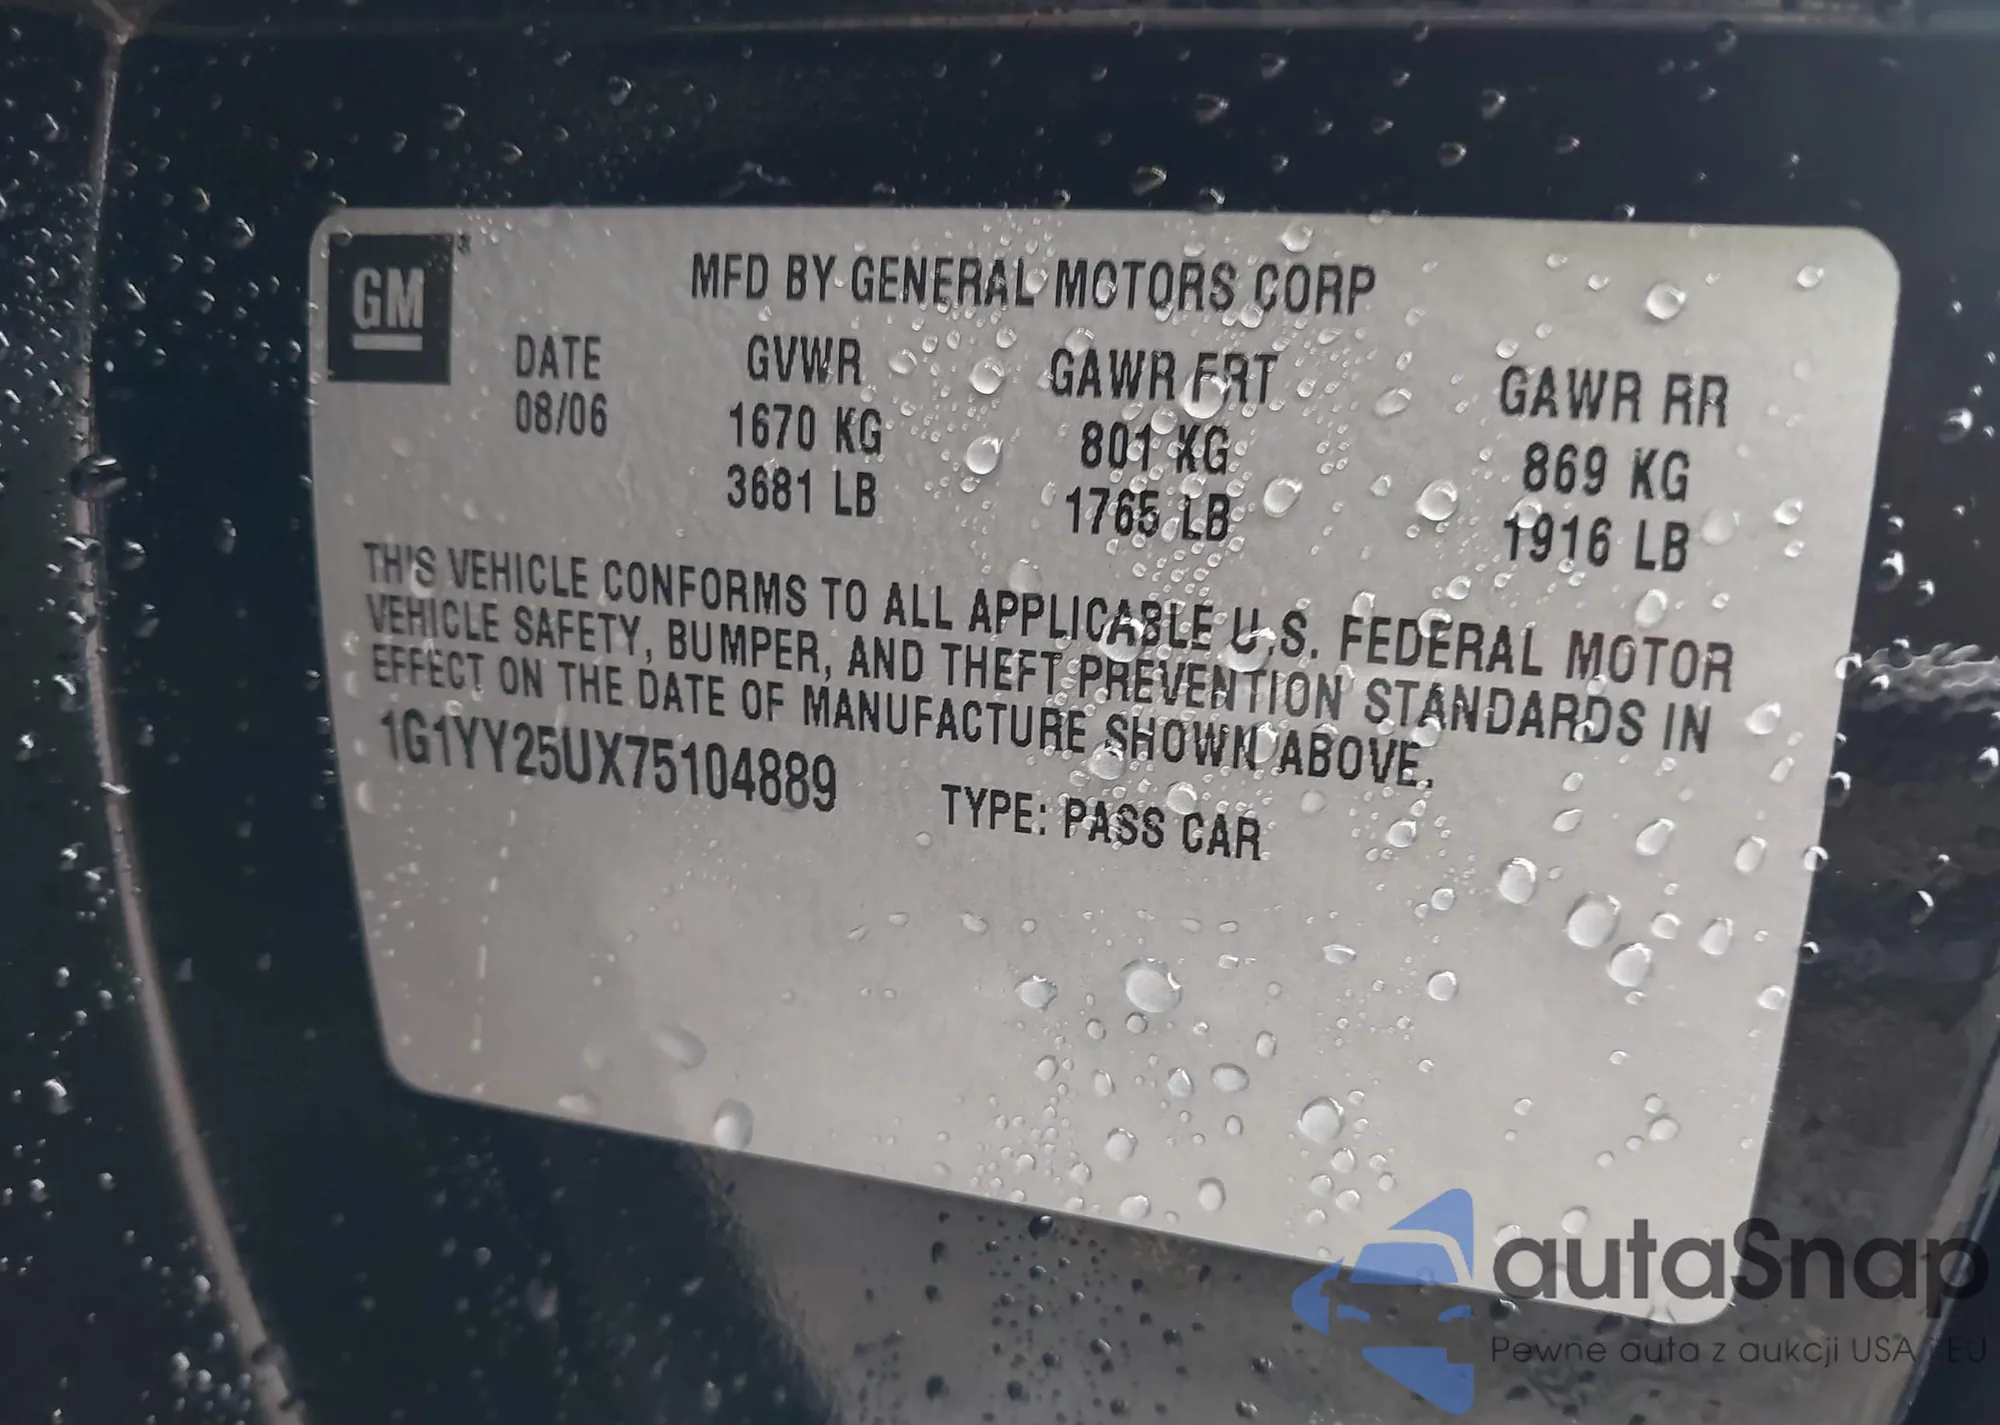 GM
MFD BY GENERAL MOTORS CORP
DATE GVWR GAWR FRT GAWR RR
08/06 1670 KG 801 KG 869 KG
3681 LB 1765 LB 1916 LB
THIS VEHICLE CONFORMS TO ALL APPLICABLE U.S. FEDERAL MOTOR
VEHICLE SAFETY, BUMPER, AND THEFT PREVENTION STANDARDS IN
EFFECT ON THE DATE OF MANUFACTURE SHOWN ABOVE.
1G1YY25UX75104889 TYPE: PASS CAR
autaSnap
Pewne auta z aukcji USA i EU